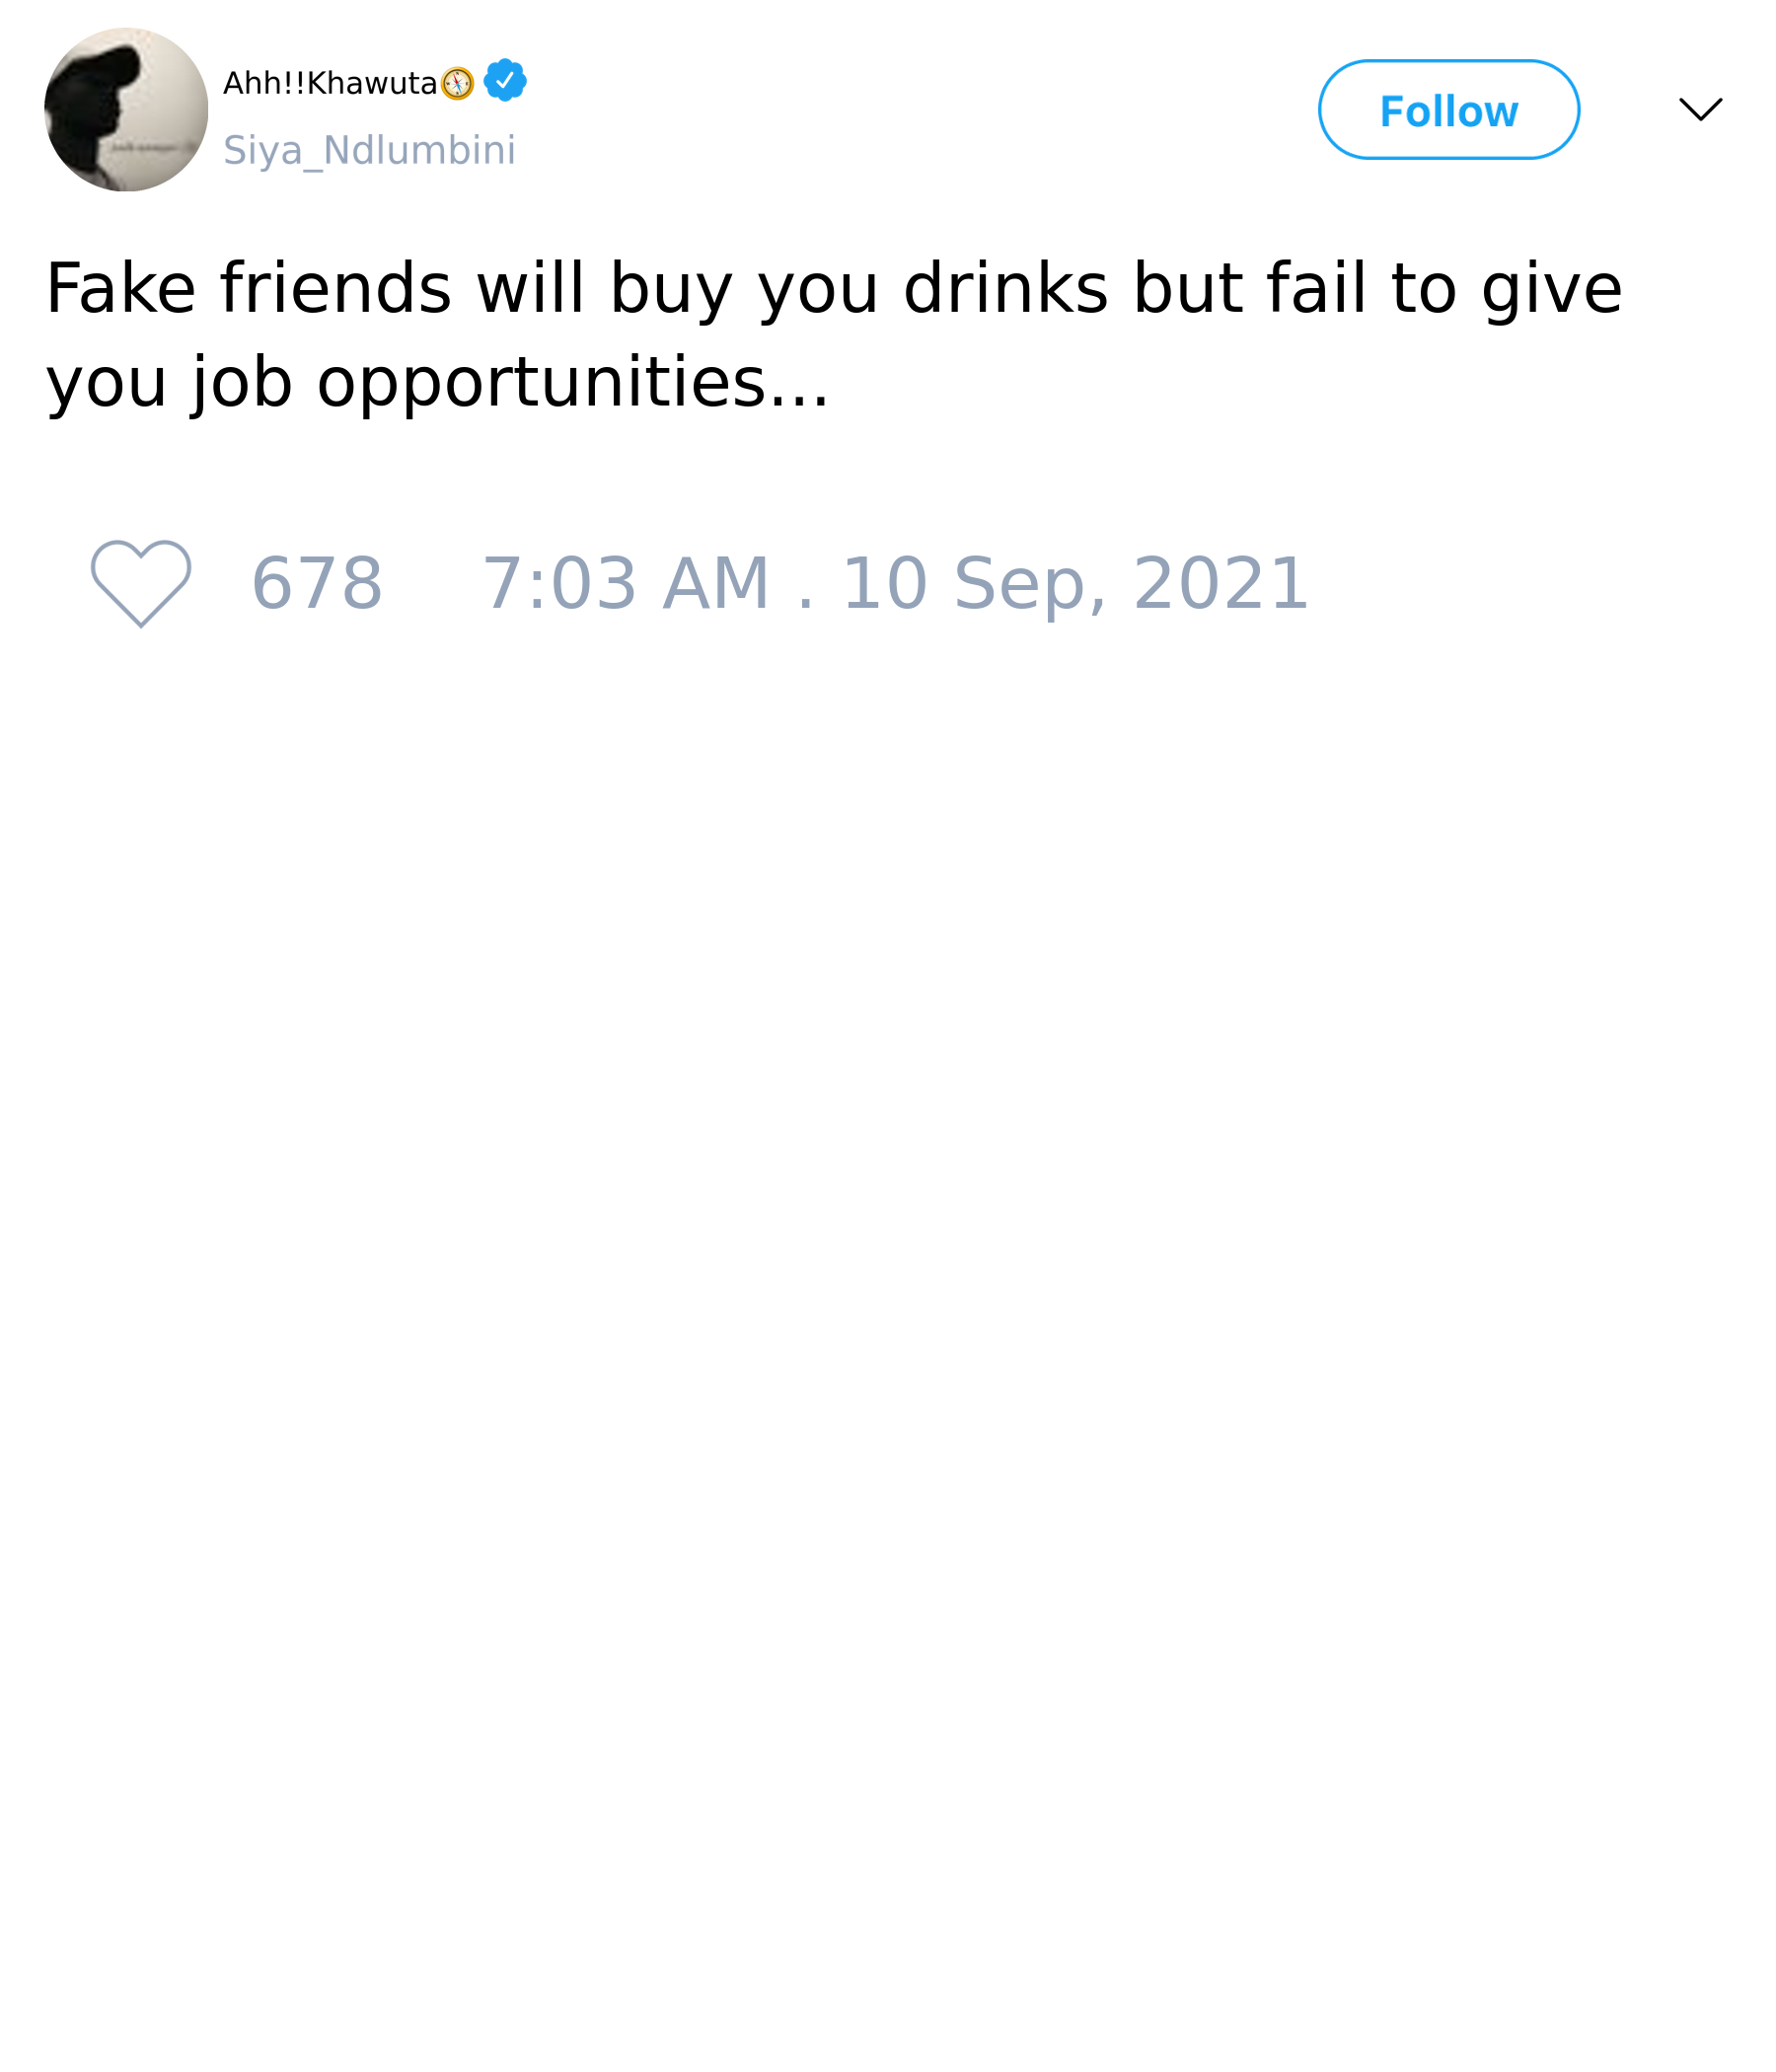 Ahh!!Khawuta🧭
Siya_Ndlumbini
Follow
Fake friends will buy you drinks but fail to give
you job opportunities...
678 7:03 AM . 10 Sep, 2021